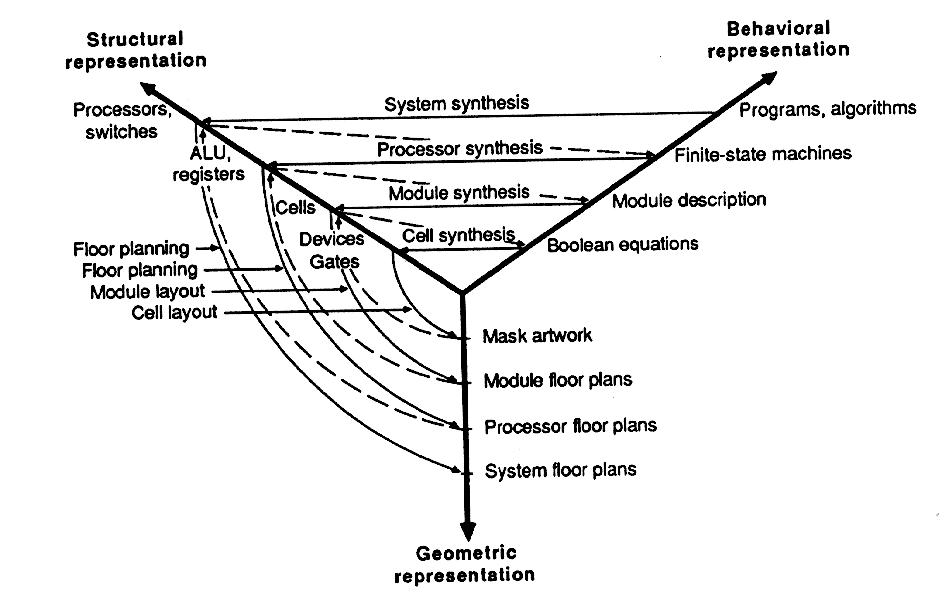 Structural
representation
Behavioral
representation
Processors,
switches
System synthesis
Programs, algorithms
ALU,
registers
Processor synthesis
Finite-state machines
Cells
Module synthesis
Module description
Devices
Gates
Cell synthesis
Boolean equations
Floor planning
Floor planning
Module layout
Cell layout
Mask artwork
Module floor plans
Processor floor plans
System floor plans
Geometric
representation